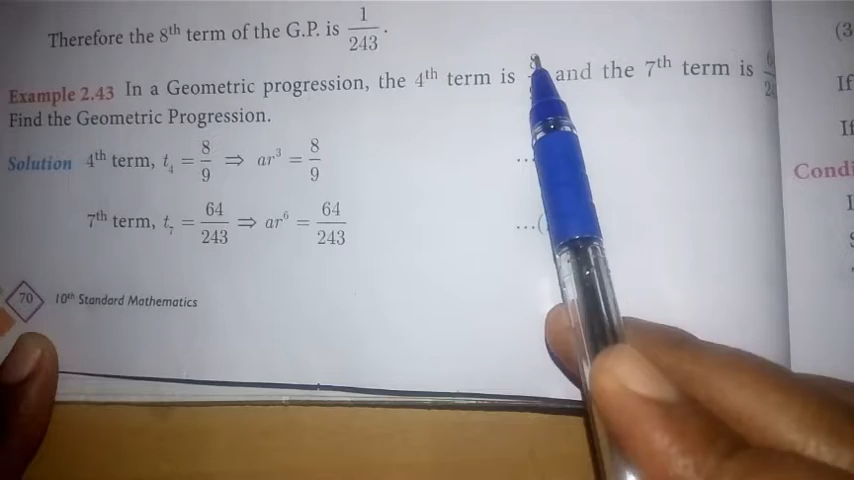 Therefore the 8th term of the G.P. is 1/243.
Example 2.43 In a Geometric progression, the 4th term is 8 and the 7th term is
Find the Geometric Progression.
Solution 4th term, t₄ = 8/9 ⇒ ar³ = 8/9 ...
7th term, t₇ = 64/243 ⇒ ar⁶ = 64/243 ...(
70 10th Standard Mathematics
(3
If
If
Condi